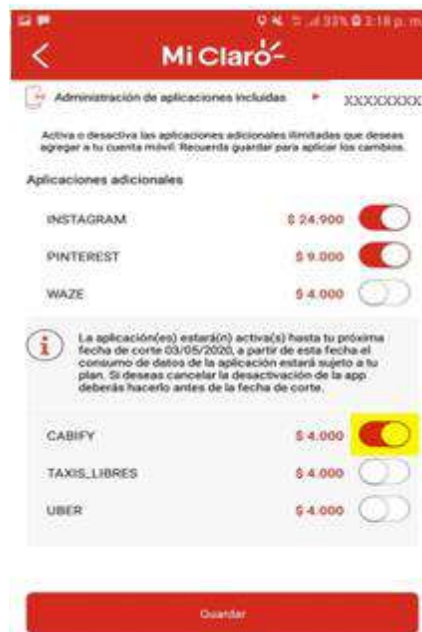 33% 3:18 p. m
Mi Claro
Administración de aplicaciones incluidas XXXXXXXX
Activa o desactiva las aplicaciones adicionales ilimitadas que deseas
agregar a tu cuenta móvil. Recuerda guardar para aplicar los cambios.
Aplicaciones adicionales
INSTAGRAM $ 24.900
PINTEREST $ 9.000
WAZE $ 4.000
La aplicación(es) estará(n) activa(s) hasta tu próxima
fecha de corte 03/05/2020, a partir de esta fecha el
consumo de datos de la aplicación estará sujeto a tu
plan. Si deseas cancelar la desactivación de la app
deberás hacerlo antes de la fecha de corte.
CABIFY $ 4.000
TAXIS_LIBRES $ 4.000
UBER $ 4.000
Guardar